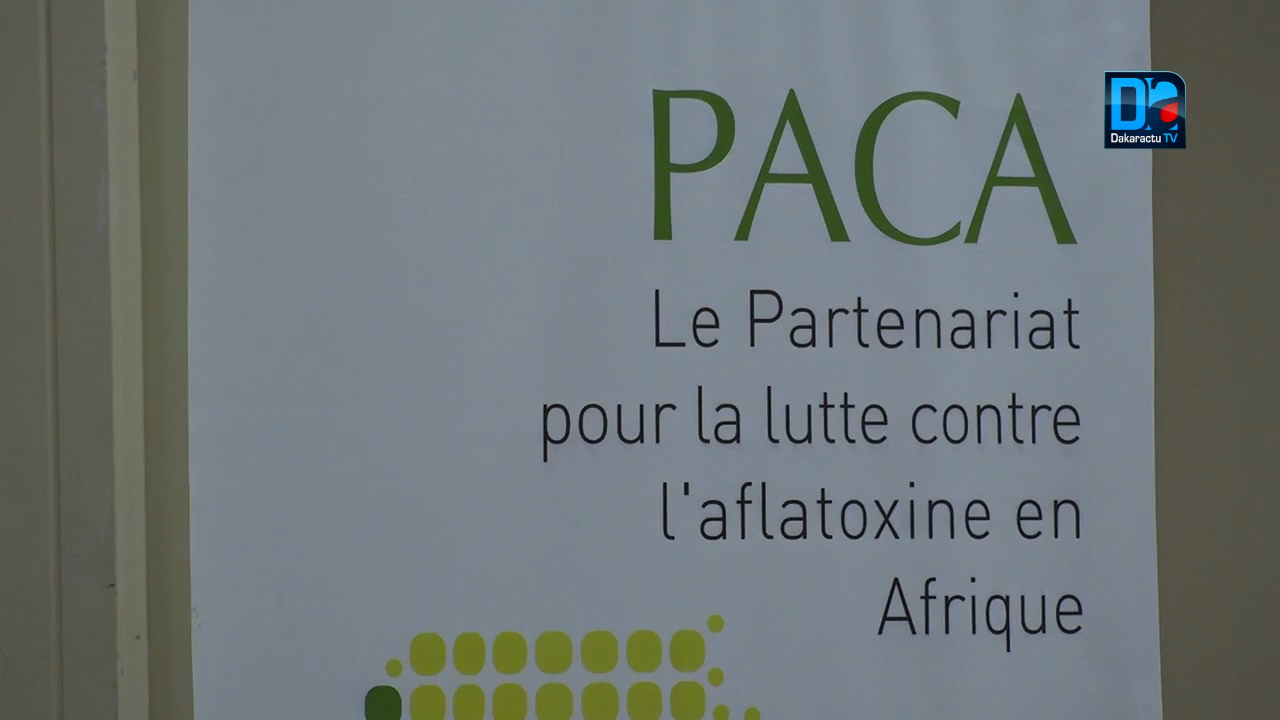 PACA
Le Partenariat
pour la lutte contre
l'aflatoxine en
Afrique
Dakaractu TV